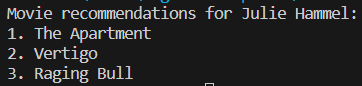 Movie recommendations for Julie Hammel:
1. The Apartment
2. Vertigo
3. Raging Bull